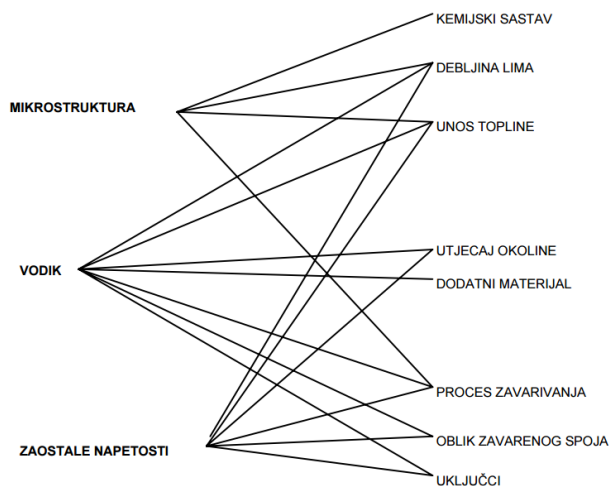 KEMIJSKI SASTAV
DEBLJINA LIMA
MIKROSTRUKTURA
UNOS TOPLINE
UTJECAJ OKOLINE
VODIK
DODATNI MATERIJAL
PROCES ZAVARIVANJA
OBLIK ZAVARENOG SPOJA
ZAOSTALE NAPETOSTI
UKLJUČCI